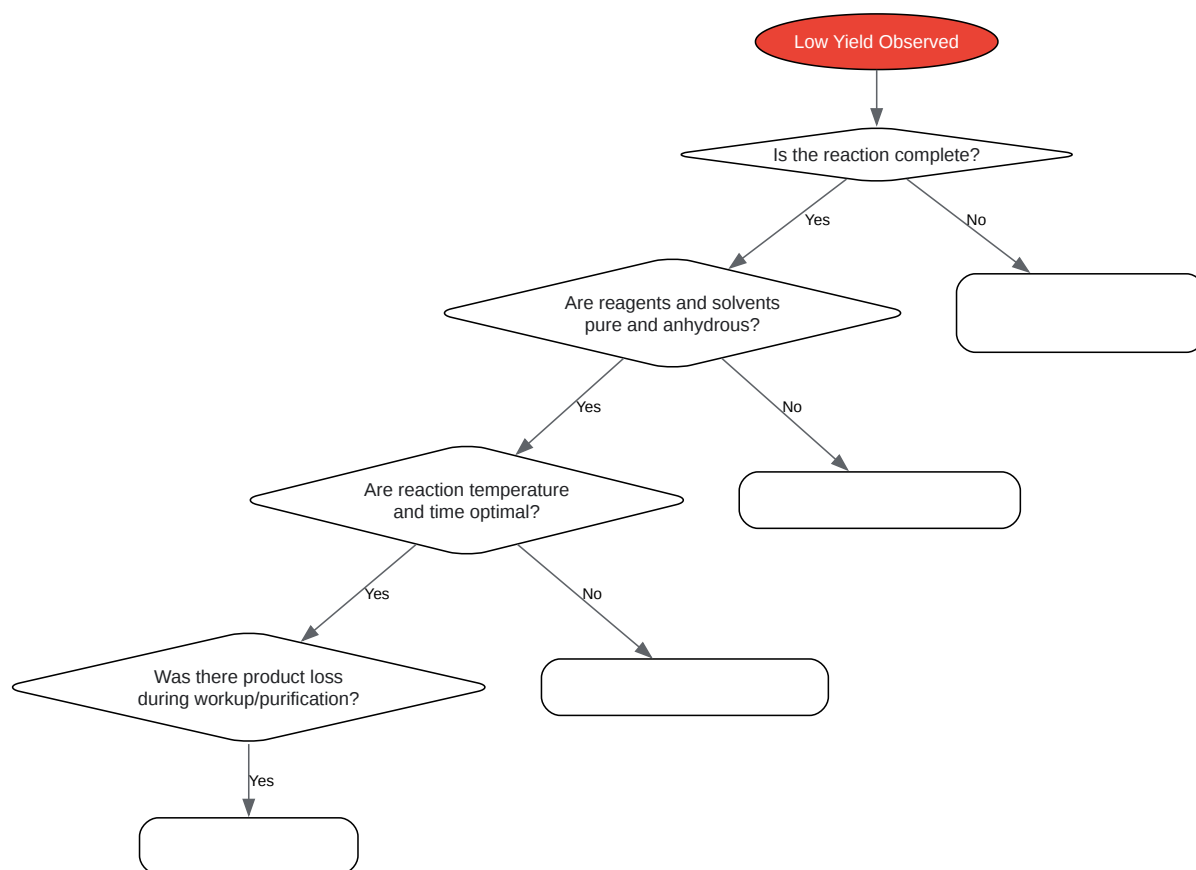 Low Yield Observed
Is the reaction complete?
Yes
No
Are reagents and solvents
pure and anhydrous?
Yes
No
Are reaction temperature
and time optimal?
Yes
No
Was there product loss
during workup/purification?
Yes